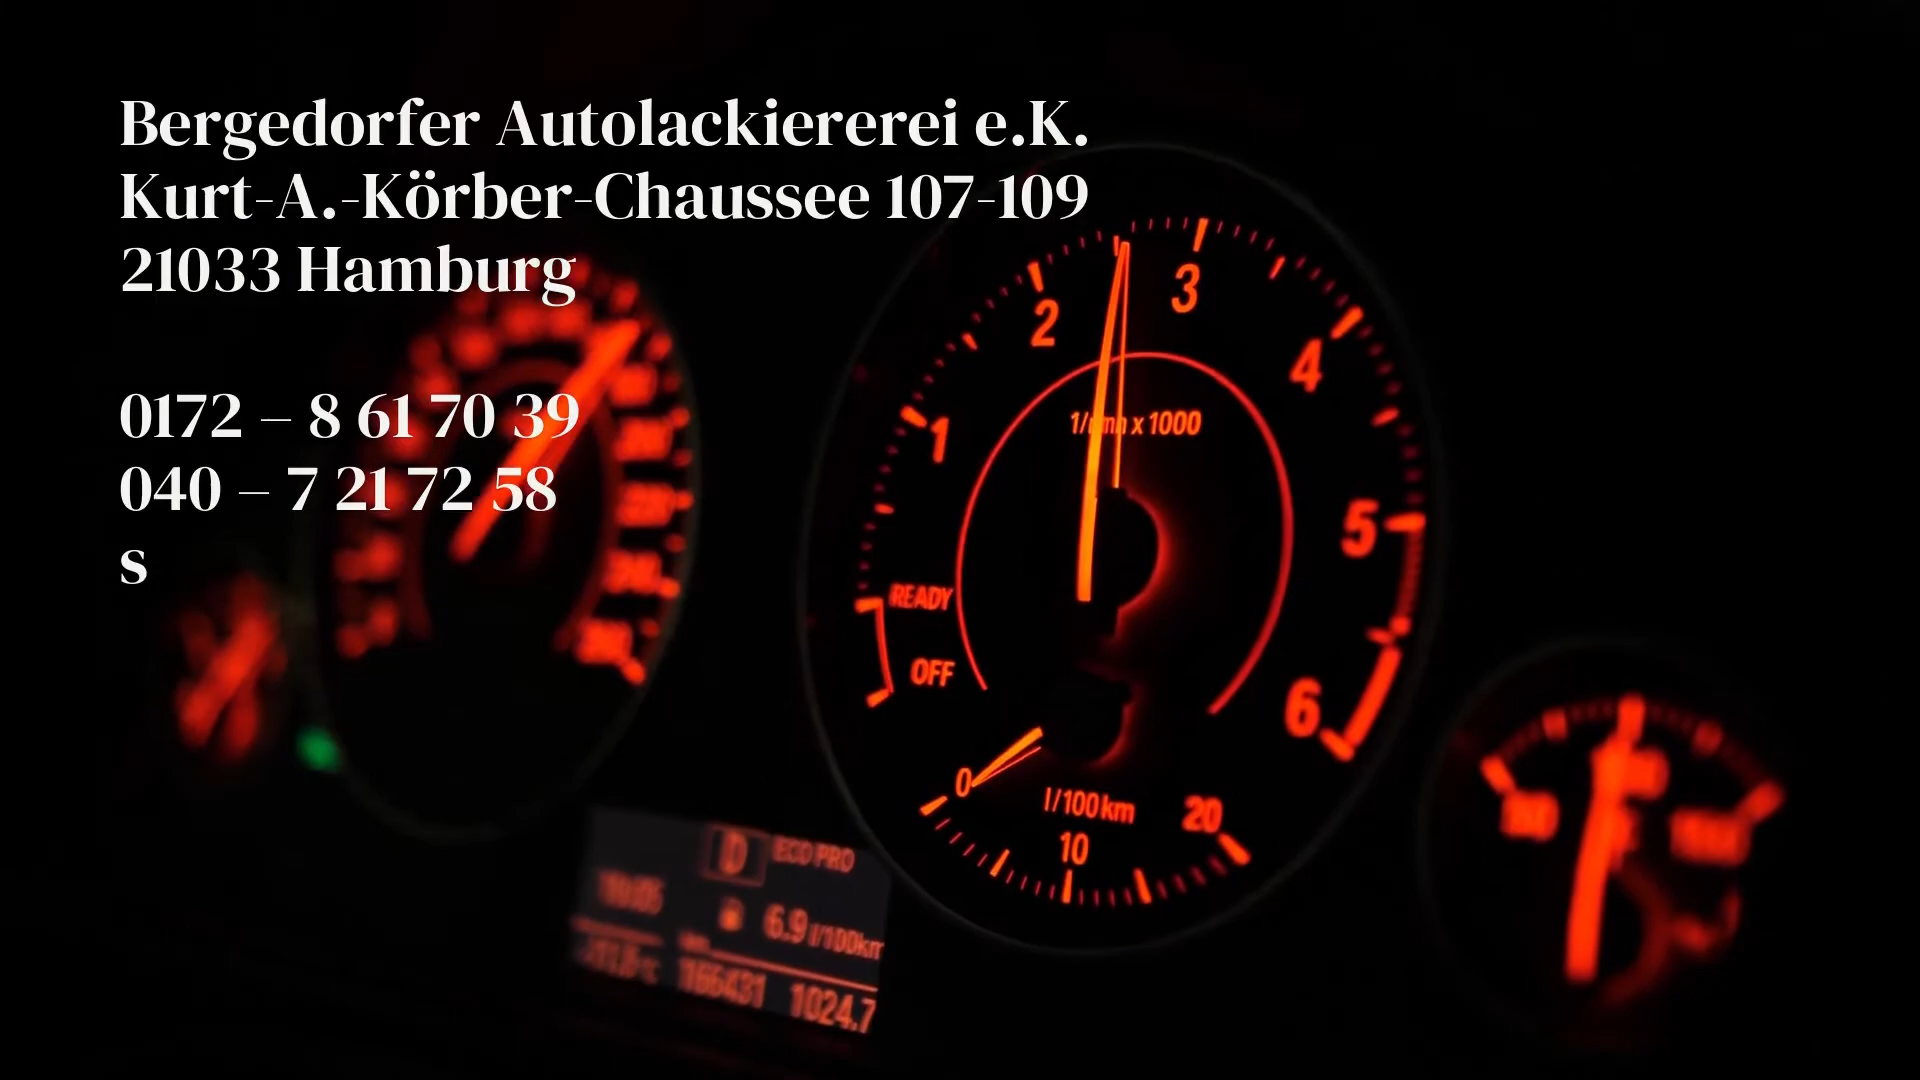 Bergedorfer Autolackiererei e.K.
Kurt-A.-Körber-Chaussee 107-109
21033 Hamburg
0172 – 8 61 70 39
040 – 7 21 72 58
s
1
2
3
4
5
6
x 1000
READY
OFF
0
10
20
l/100km
D ECO PRO
6.9 l/100km
166431 1024.7